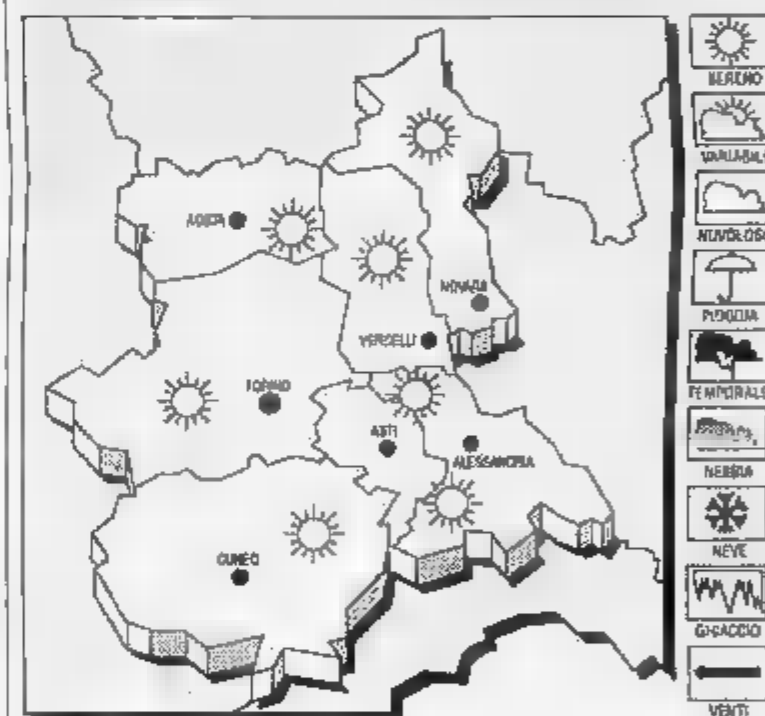 AOSTA
NOVARA
VERCELLI
TORINO
ASTI
ALESSANDRIA
CUNEO
SERENO
VARIABILE
NUVOLOSO
PIOGGIA
TEMPORALE
NEBBIA
NEVE
GHIACCIO
VENTI